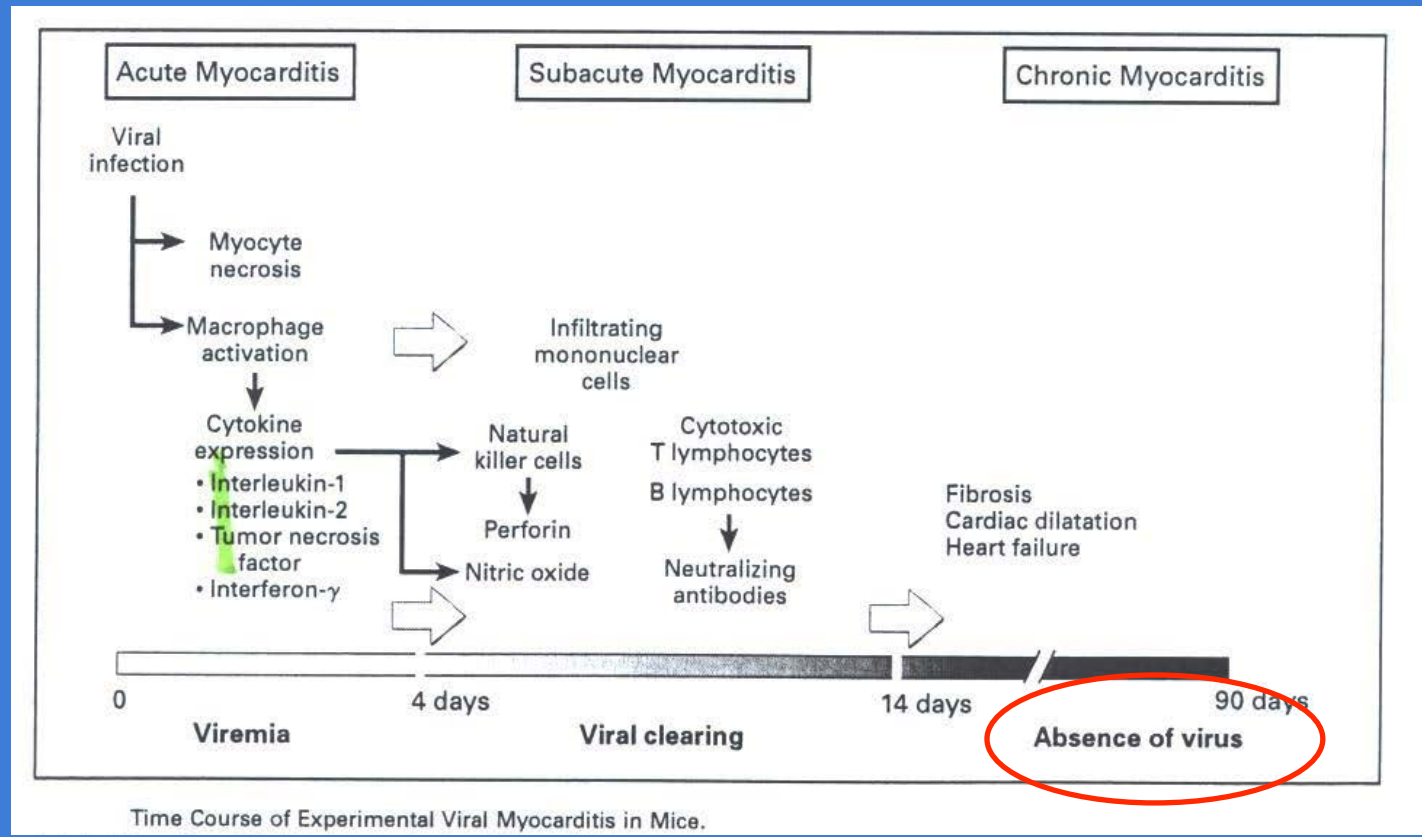 Acute Myocarditis
Subacute Myocarditis
Chronic Myocarditis
Viral
infection
Myocyte
necrosis
Macrophage
activation
Infiltrating
mononuclear
cells
Cytokine
expression
• Interleukin-1
• Interleukin-2
• Tumor necrosis
factor
• Interferon-γ
Natural
killer cells
Perforin
Nitric oxide
Cytotoxic
T lymphocytes
B lymphocytes
Neutralizing
antibodies
Fibrosis
Cardiac dilatation
Heart failure
0
4 days
14 days
90 days
Viremia
Viral clearing
Absence of virus
Time Course of Experimental Viral Myocarditis in Mice.